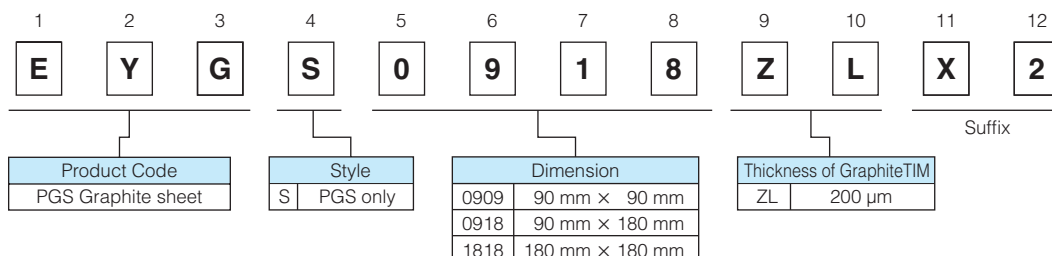 1 2 3 4 5 6 7 8 9 10 11 12
E Y G S 0 9 1 8 Z L X 2
Suffix
Product Code
PGS Graphite sheet
Style
S PGS only
Dimension
0909 90 mm × 90 mm
0918 90 mm × 180 mm
1818 180 mm × 180 mm
Thickness of GraphiteTIM
ZL 200 µm